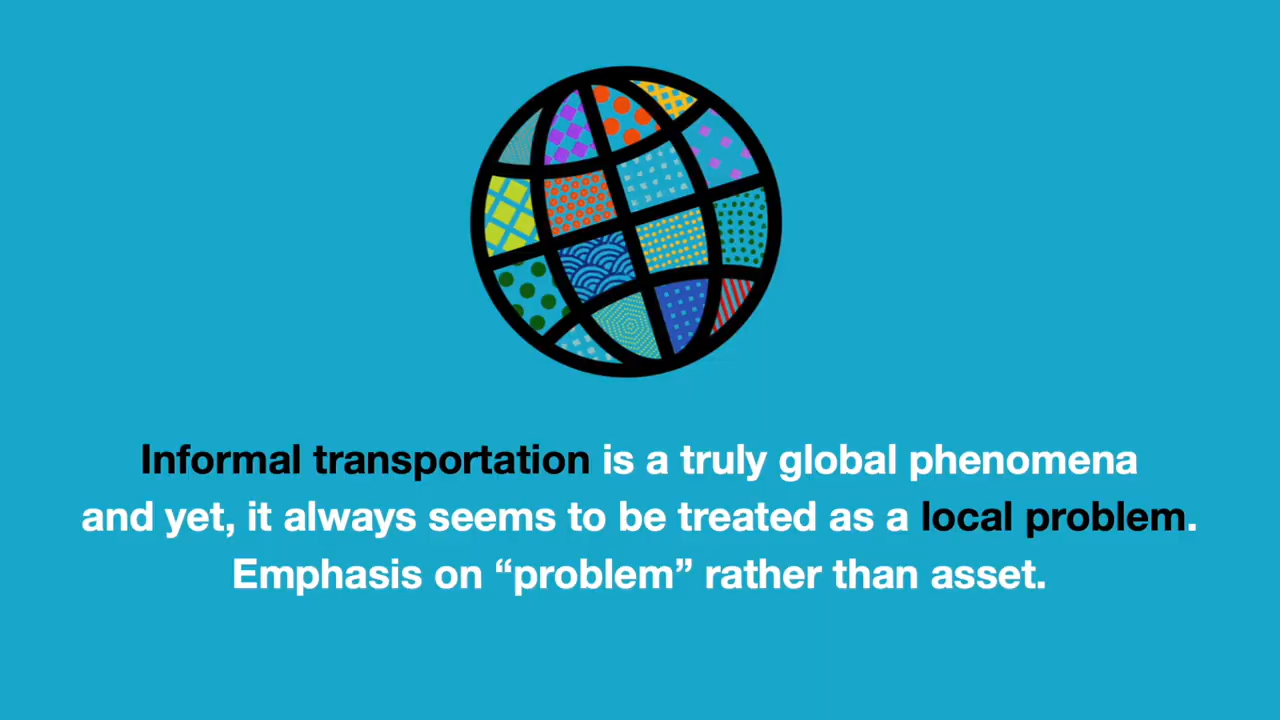 Informal transportation is a truly global phenomena
and yet, it always seems to be treated as a local problem.
Emphasis on “problem” rather than asset.